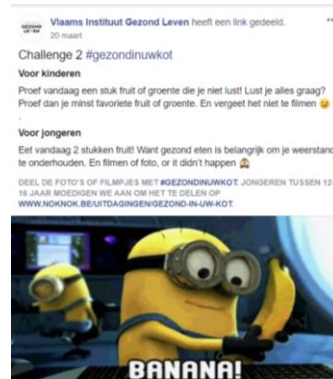 GEZOND
LEVEN
Vlaams Instituut Gezond Leven heeft een link gedeeld.
20 maart
Challenge 2 #gezondinuwkot
Voor kinderen
Proef vandaag een stuk fruit of groente die je niet lust! Lust je alles graag?
Proef dan je minst favoriete fruit of groente. En vergeet het niet te filmen 😉
.
Voor jongeren
Eet vandaag 2 stukken fruit! Want gezond eten is belangrijk om je weerstand
te onderhouden. En filmen of foto, or it didn't happen 🙈
DEEL DE FOTO'S OF FILMPJES MET #GEZONDINUWKOT. JONGEREN TUSSEN 12-
16 JAAR MOEDIGEN WE AAN OM HET TE DELEN OP
WWW.NOKNOK.BE/UITDAGINGEN/GEZOND-IN-UW-KOT.
BANANA!